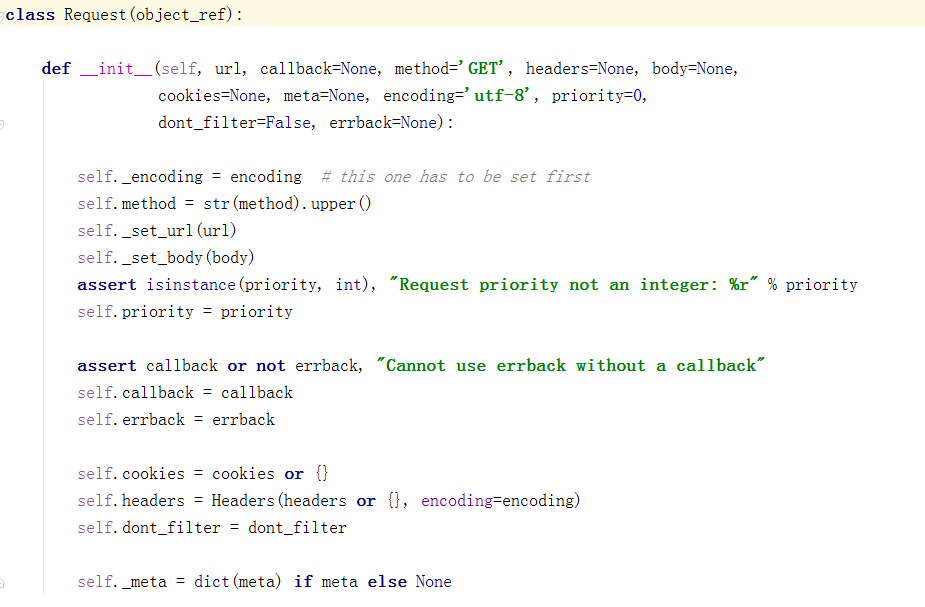 class Request(object_ref):
def __init__(self, url, callback=None, method='GET', headers=None, body=None,
cookies=None, meta=None, encoding='utf-8', priority=0,
dont_filter=False, errback=None):
self._encoding = encoding  # this one has to be set first
self.method = str(method).upper()
self._set_url(url)
self._set_body(body)
assert isinstance(priority, int), "Request priority not an integer: %r" % priority
self.priority = priority
assert callback or not errback, "Cannot use errback without a callback"
self.callback = callback
self.errback = errback
self.cookies = cookies or {}
self.headers = Headers(headers or {}, encoding=encoding)
self.dont_filter = dont_filter
self._meta = dict(meta) if meta else None